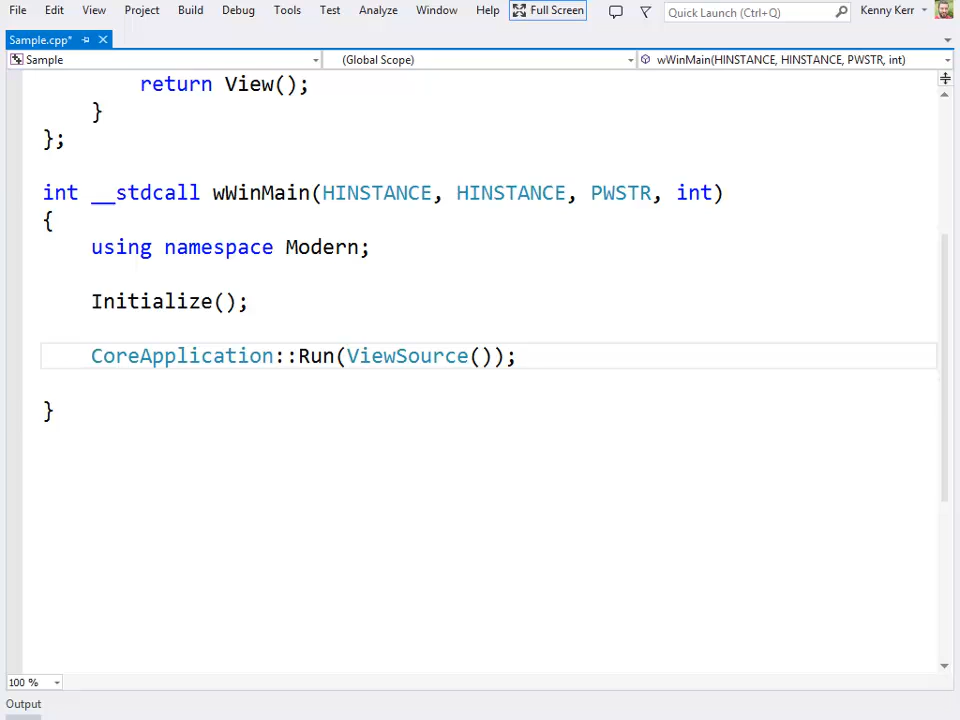 File Edit View Project Build Debug Tools Test Analyze Window Help Full Screen Quick Launch (Ctrl+Q) Kenny Kerr
Sample.cpp*
Sample (Global Scope) wWinMain(HINSTANCE, HINSTANCE, PWSTR, int)
return View();
}
};
int __stdcall wWinMain(HINSTANCE, HINSTANCE, PWSTR, int)
{
using namespace Modern;
Initialize();
CoreApplication::Run(ViewSource());
}
100 %
Output